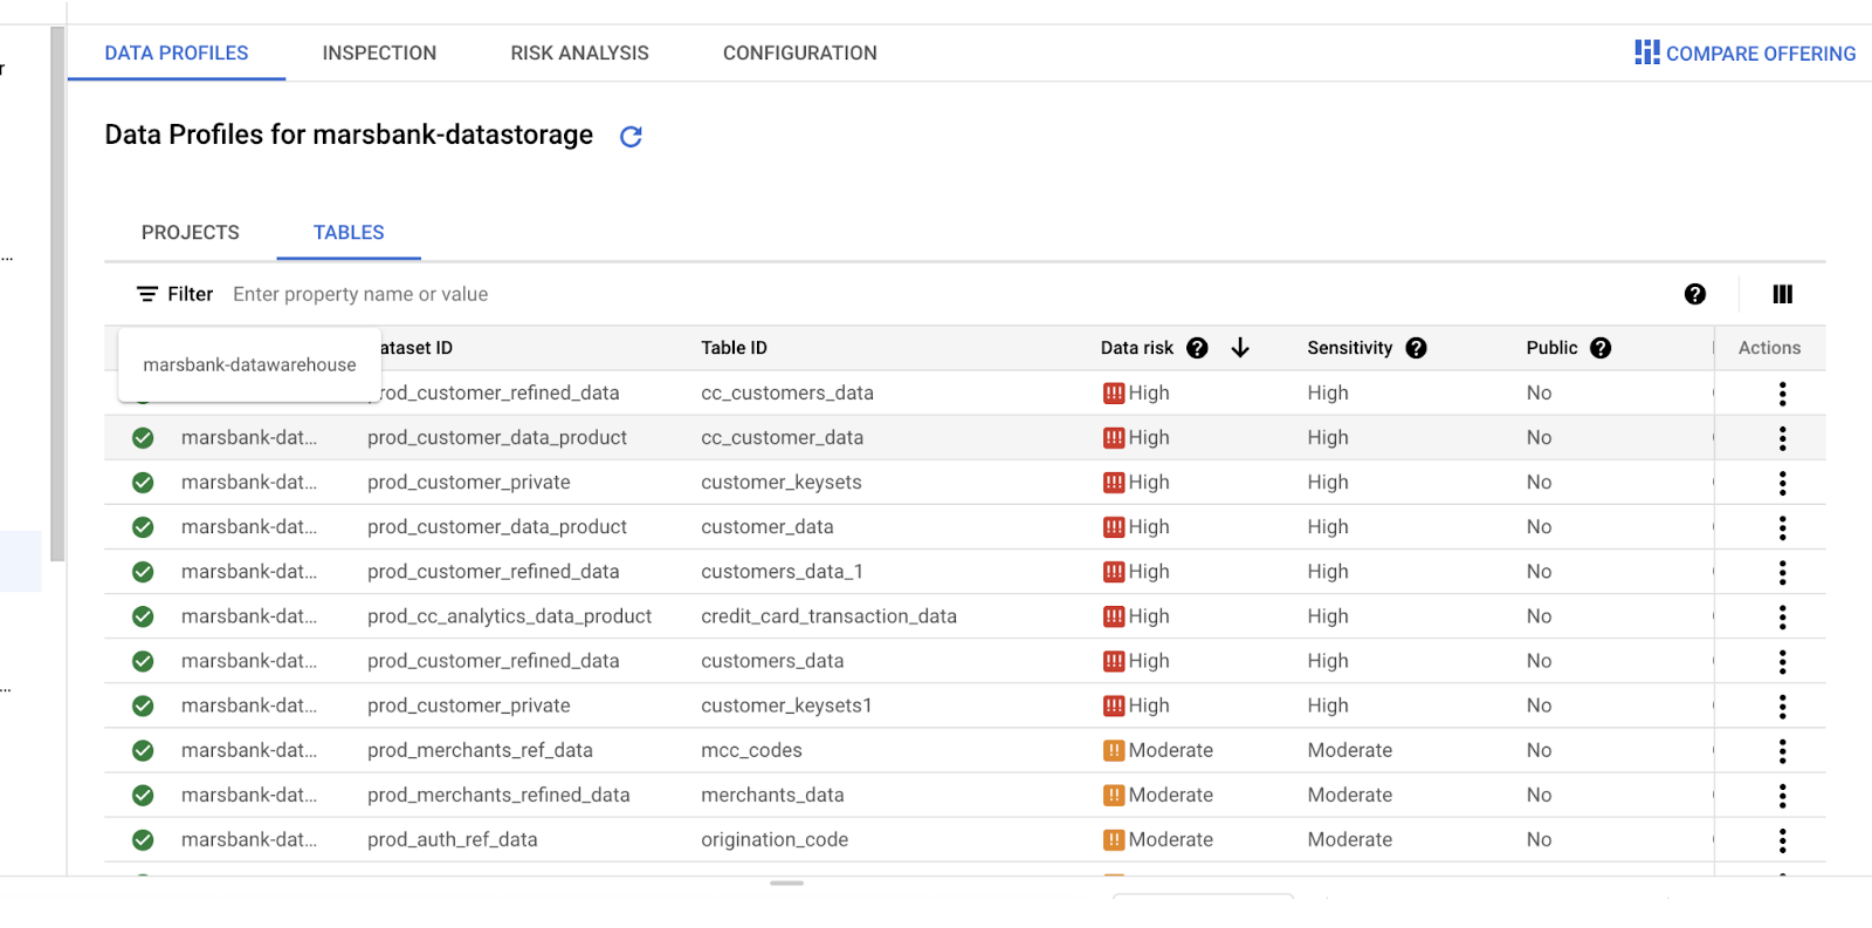 DATA PROFILES INSPECTION RISK ANALYSIS CONFIGURATION COMPARE OFFERING
r
Data Profiles for marsbank-datastorage
PROJECTS TABLES
...
Filter Enter property name or value
ataset ID Table ID Data risk Sensitivity Public Actions
marsbank-datawarehouse
rod_customer_refined_data cc_customers_data !!! High High No
marsbank-dat... prod_customer_data_product cc_customer_data !!! High High No
marsbank-dat... prod_customer_private customer_keysets !!! High High No
marsbank-dat... prod_customer_data_product customer_data !!! High High No
marsbank-dat... prod_customer_refined_data customers_data_1 !!! High High No
marsbank-dat... prod_cc_analytics_data_product credit_card_transaction_data !!! High High No
marsbank-dat... prod_customer_refined_data customers_data !!! High High No
...
marsbank-dat... prod_customer_private customer_keysets1 !!! High High No
marsbank-dat... prod_merchants_ref_data mcc_codes !! Moderate Moderate No
marsbank-dat... prod_merchants_refined_data merchants_data !! Moderate Moderate No
marsbank-dat... prod_auth_ref_data origination_code !! Moderate Moderate No